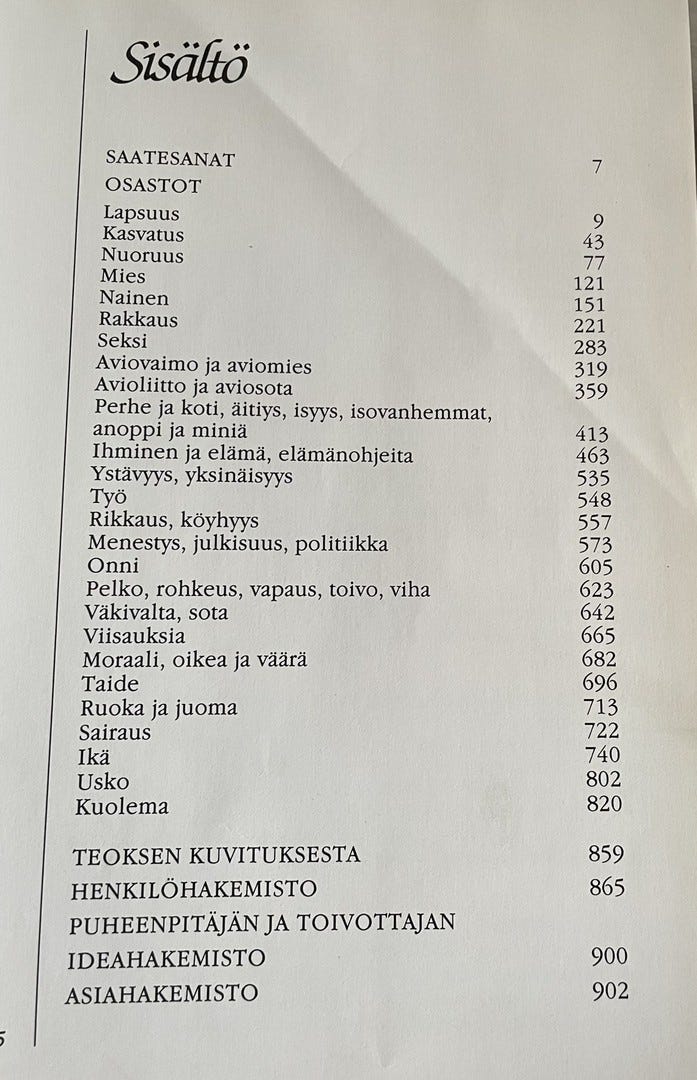 Sisältö
SAATESANAT 7
OSASTOT
Lapsuus 9
Kasvatus 43
Nuoruus 77
Mies 121
Nainen 151
Rakkaus 221
Seksi 283
Aviovaimo ja aviomies 319
Avioliitto ja aviosota 359
Perhe ja koti, äitiys, isyys, isovanhemmat,
anoppi ja miniä 413
Ihminen ja elämä, elämänohjeita 463
Ystävyys, yksinäisyys 535
Työ 548
Rikkaus, köyhyys 557
Menestys, julkisuus, politiikka 573
Onni 605
Pelko, rohkeus, vapaus, toivo, viha 623
Väkivalta, sota 642
Viisauksia 665
Moraali, oikea ja väärä 682
Taide 696
Ruoka ja juoma 713
Sairaus 722
Ikä 740
Usko 802
Kuolema 820
TEOKSEN KUVITUKSESTA 859
HENKILÖHAKEMISTO 865
PUHEENPITÄJÄN JA TOIVOTTAJAN
IDEAHAKEMISTO 900
ASIAHAKEMISTO 902
5